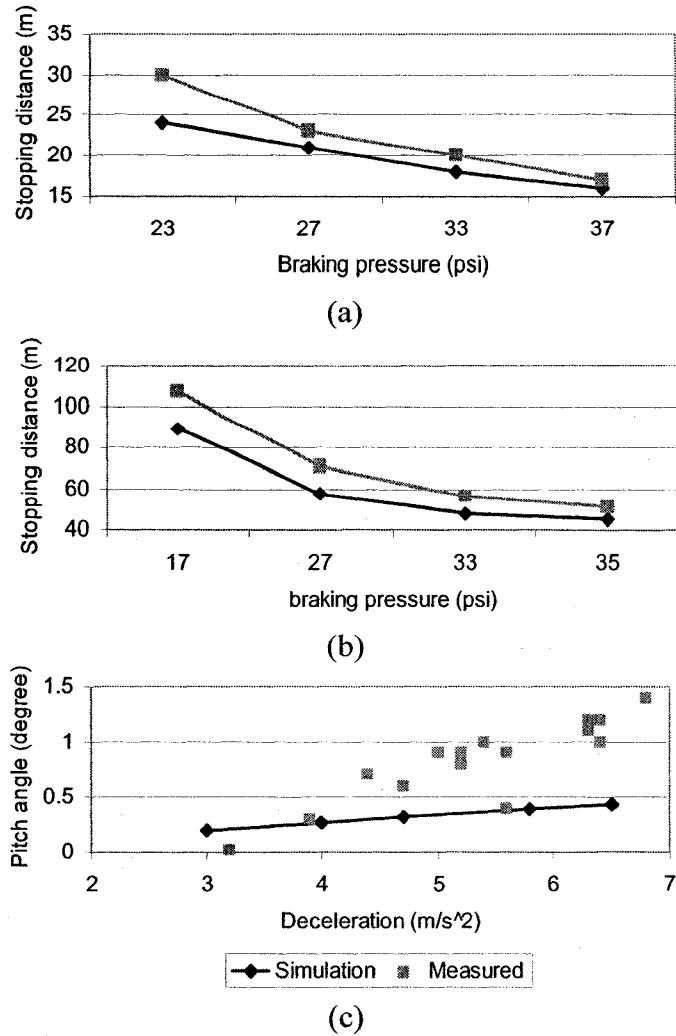 Stopping distance (m)
35
30
25
20
15
23 27 33 37
Braking pressure (psi)
(a)
Stopping distance (m)
120
100
80
60
40
17 27 33 35
braking pressure (psi)
(b)
Pitch angle (degree)
1.5
1
0.5
0
2 3 4 5 6 7
Deceleration (m/s^2)
Simulation Measured
(c)